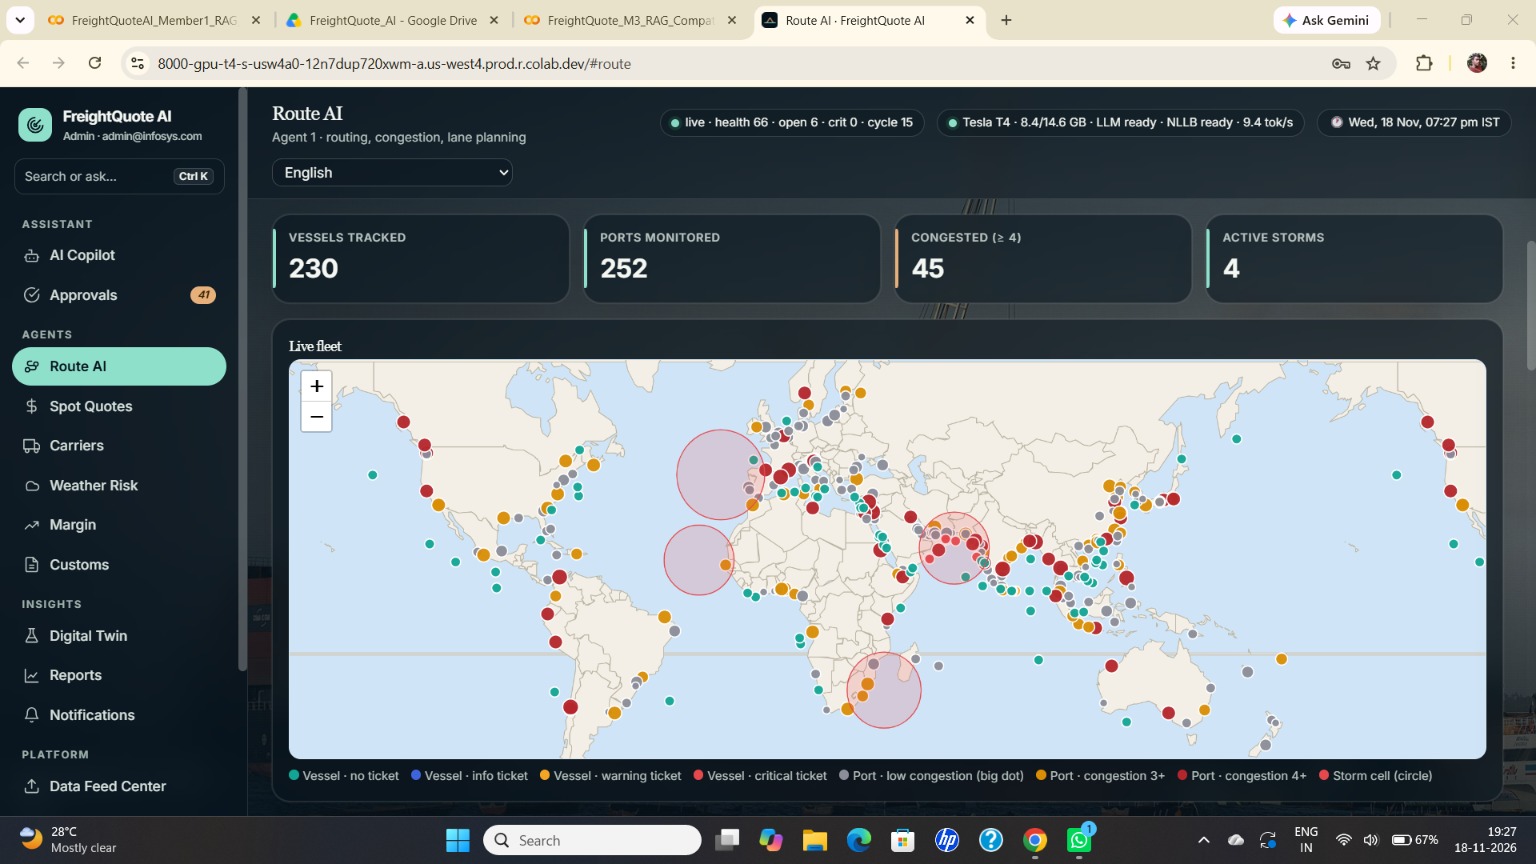 FreightQuoteAI_Member1_RAG
FreightQuote_AI - Google Drive
FreightQuote_M3_RAG_Compat
Route AI · FreightQuote AI
Ask Gemini
8000-gpu-t4-s-usw4a0-12n7dup720xwm-a.us-west4.prod.r.colab.dev/#route
FreightQuote AI
Admin · admin@infosys.com
Search or ask...
Ctrl K
ASSISTANT
AI Copilot
Approvals
41
AGENTS
Route AI
Spot Quotes
Carriers
Weather Risk
Margin
Customs
INSIGHTS
Digital Twin
Reports
Notifications
PLATFORM
Data Feed Center
Route AI
Agent 1 · routing, congestion, lane planning
live · health 66 · open 6 · crit 0 · cycle 15
Tesla T4 · 8.4/14.6 GB · LLM ready · NLLB ready · 9.4 tok/s
Wed, 18 Nov, 07:27 pm IST
English
VESSELS TRACKED
230
PORTS MONITORED
252
CONGESTED (≥ 4)
45
ACTIVE STORMS
4
Live fleet
+
−
Vessel · no ticket
Vessel · info ticket
Vessel · warning ticket
Vessel · critical ticket
Port · low congestion (big dot)
Port · congestion 3+
Port · congestion 4+
Storm cell (circle)
28°C
Mostly clear
Search
1
ENG
IN
67%
19:27
18-11-2026